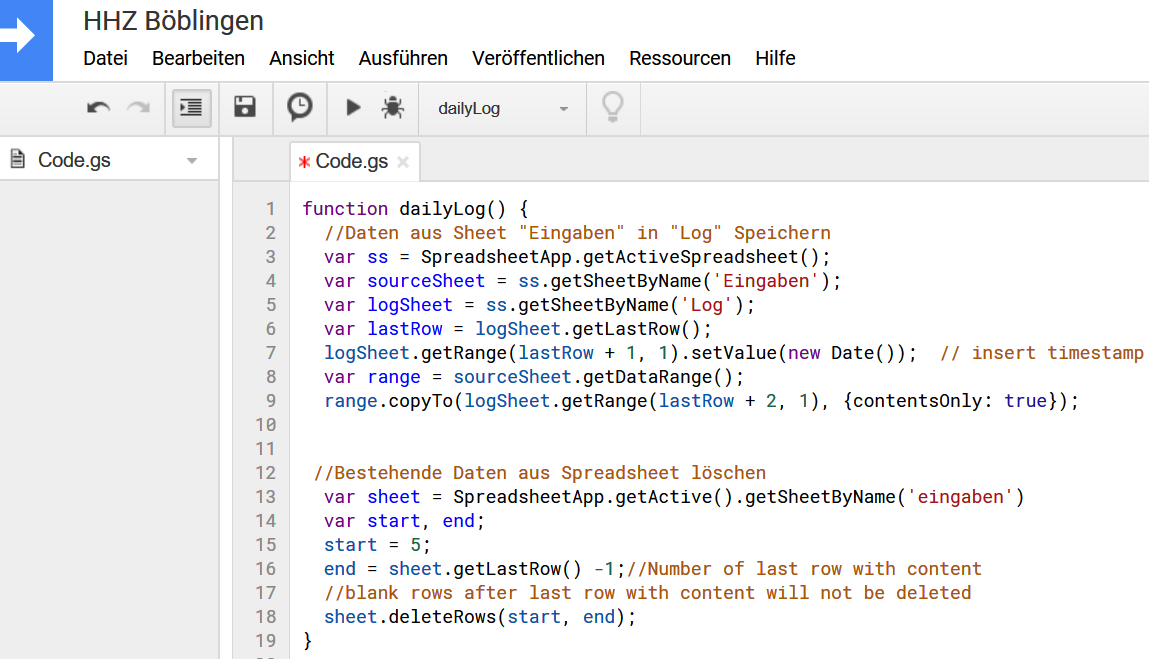 HHZ Böblingen
Datei Bearbeiten Ansicht Ausführen Veröffentlichen Ressourcen Hilfe
dailyLog
Code.gs
* Code.gs ×
1 function dailyLog() {
2 //Daten aus Sheet "Eingaben" in "Log" Speichern
3 var ss = SpreadsheetApp.getActiveSpreadsheet();
4 var sourceSheet = ss.getSheetByName('Eingaben');
5 var logSheet = ss.getSheetByName('Log');
6 var lastRow = logSheet.getLastRow();
7 logSheet.getRange(lastRow + 1, 1).setValue(new Date()); // insert timestamp
8 var range = sourceSheet.getDataRange();
9 range.copyTo(logSheet.getRange(lastRow + 2, 1), {contentsOnly: true});
10
11
12 //Bestehende Daten aus Spreadsheet löschen
13 var sheet = SpreadsheetApp.getActive().getSheetByName('eingaben')
14 var start, end;
15 start = 5;
16 end = sheet.getLastRow() -1;//Number of last row with content
17 //blank rows after last row with content will not be deleted
18 sheet.deleteRows(start, end);
19 }